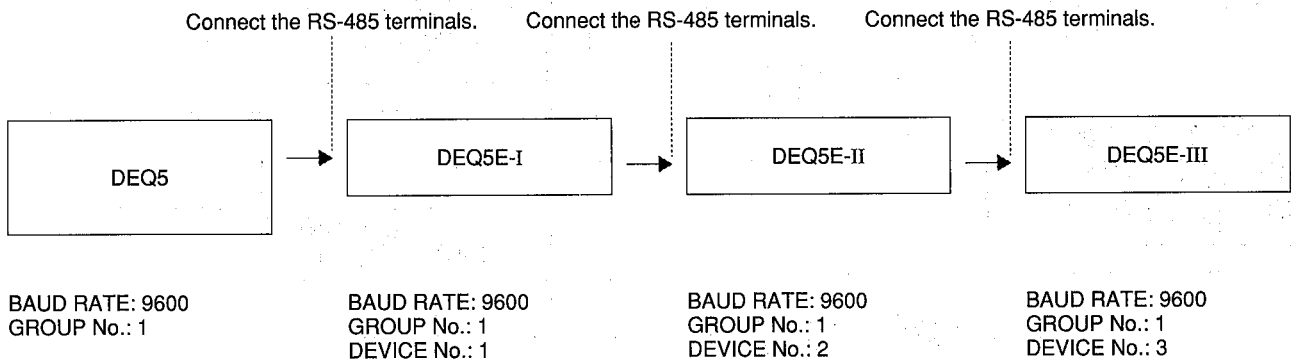 Connect the RS-485 terminals. Connect the RS-485 terminals. Connect the RS-485 terminals.
DEQ5
DEQ5E-I
DEQ5E-II
DEQ5E-III
BAUD RATE: 9600
GROUP No.: 1
BAUD RATE: 9600
GROUP No.: 1
DEVICE No.: 1
BAUD RATE: 9600
GROUP No.: 1
DEVICE No.: 2
BAUD RATE: 9600
GROUP No.: 1
DEVICE No.: 3